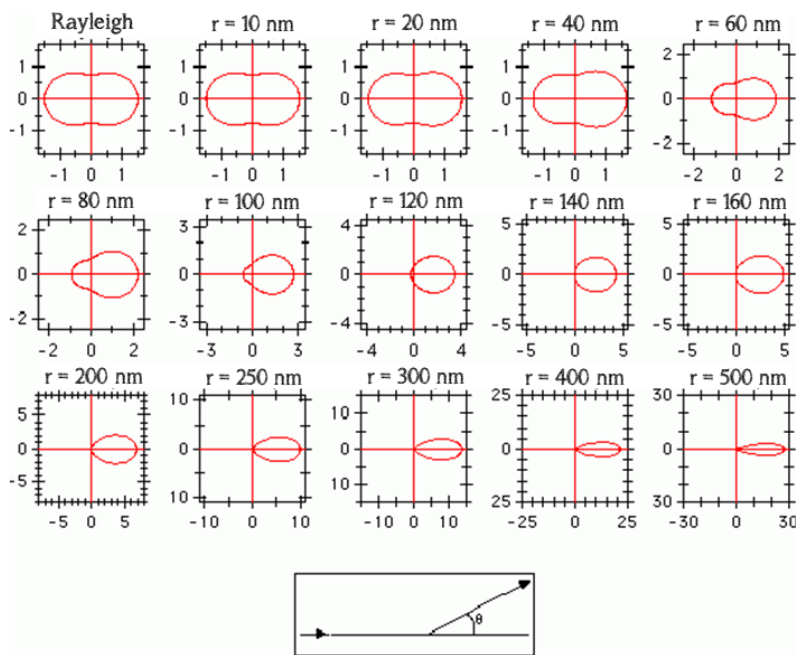 Rayleigh r = 10 nm r = 20 nm r = 40 nm r = 60 nm
1 1 1 1 2
0 0 0 0 0
-1 -1 -1 -1 -2
-1 0 1 -1 0 1 -1 0 1 -1 0 1 -2 0 2
r = 80 nm r = 100 nm r = 120 nm r = 140 nm r = 160 nm
2 3 4 5 5
0 0 0 0 0
-2 -3 -4 -5 -5
-2 0 2 -3 0 3 -4 0 4 -5 0 5 -5 0 5
r = 200 nm r = 250 nm r = 300 nm r = 400 nm r = 500 nm
5 10 10 25 30
0 0 0 0 0
-5 10 10 25 30
-5 0 5 -10 0 10 -10 0 10 -25 0 25 -30 0 30
θ